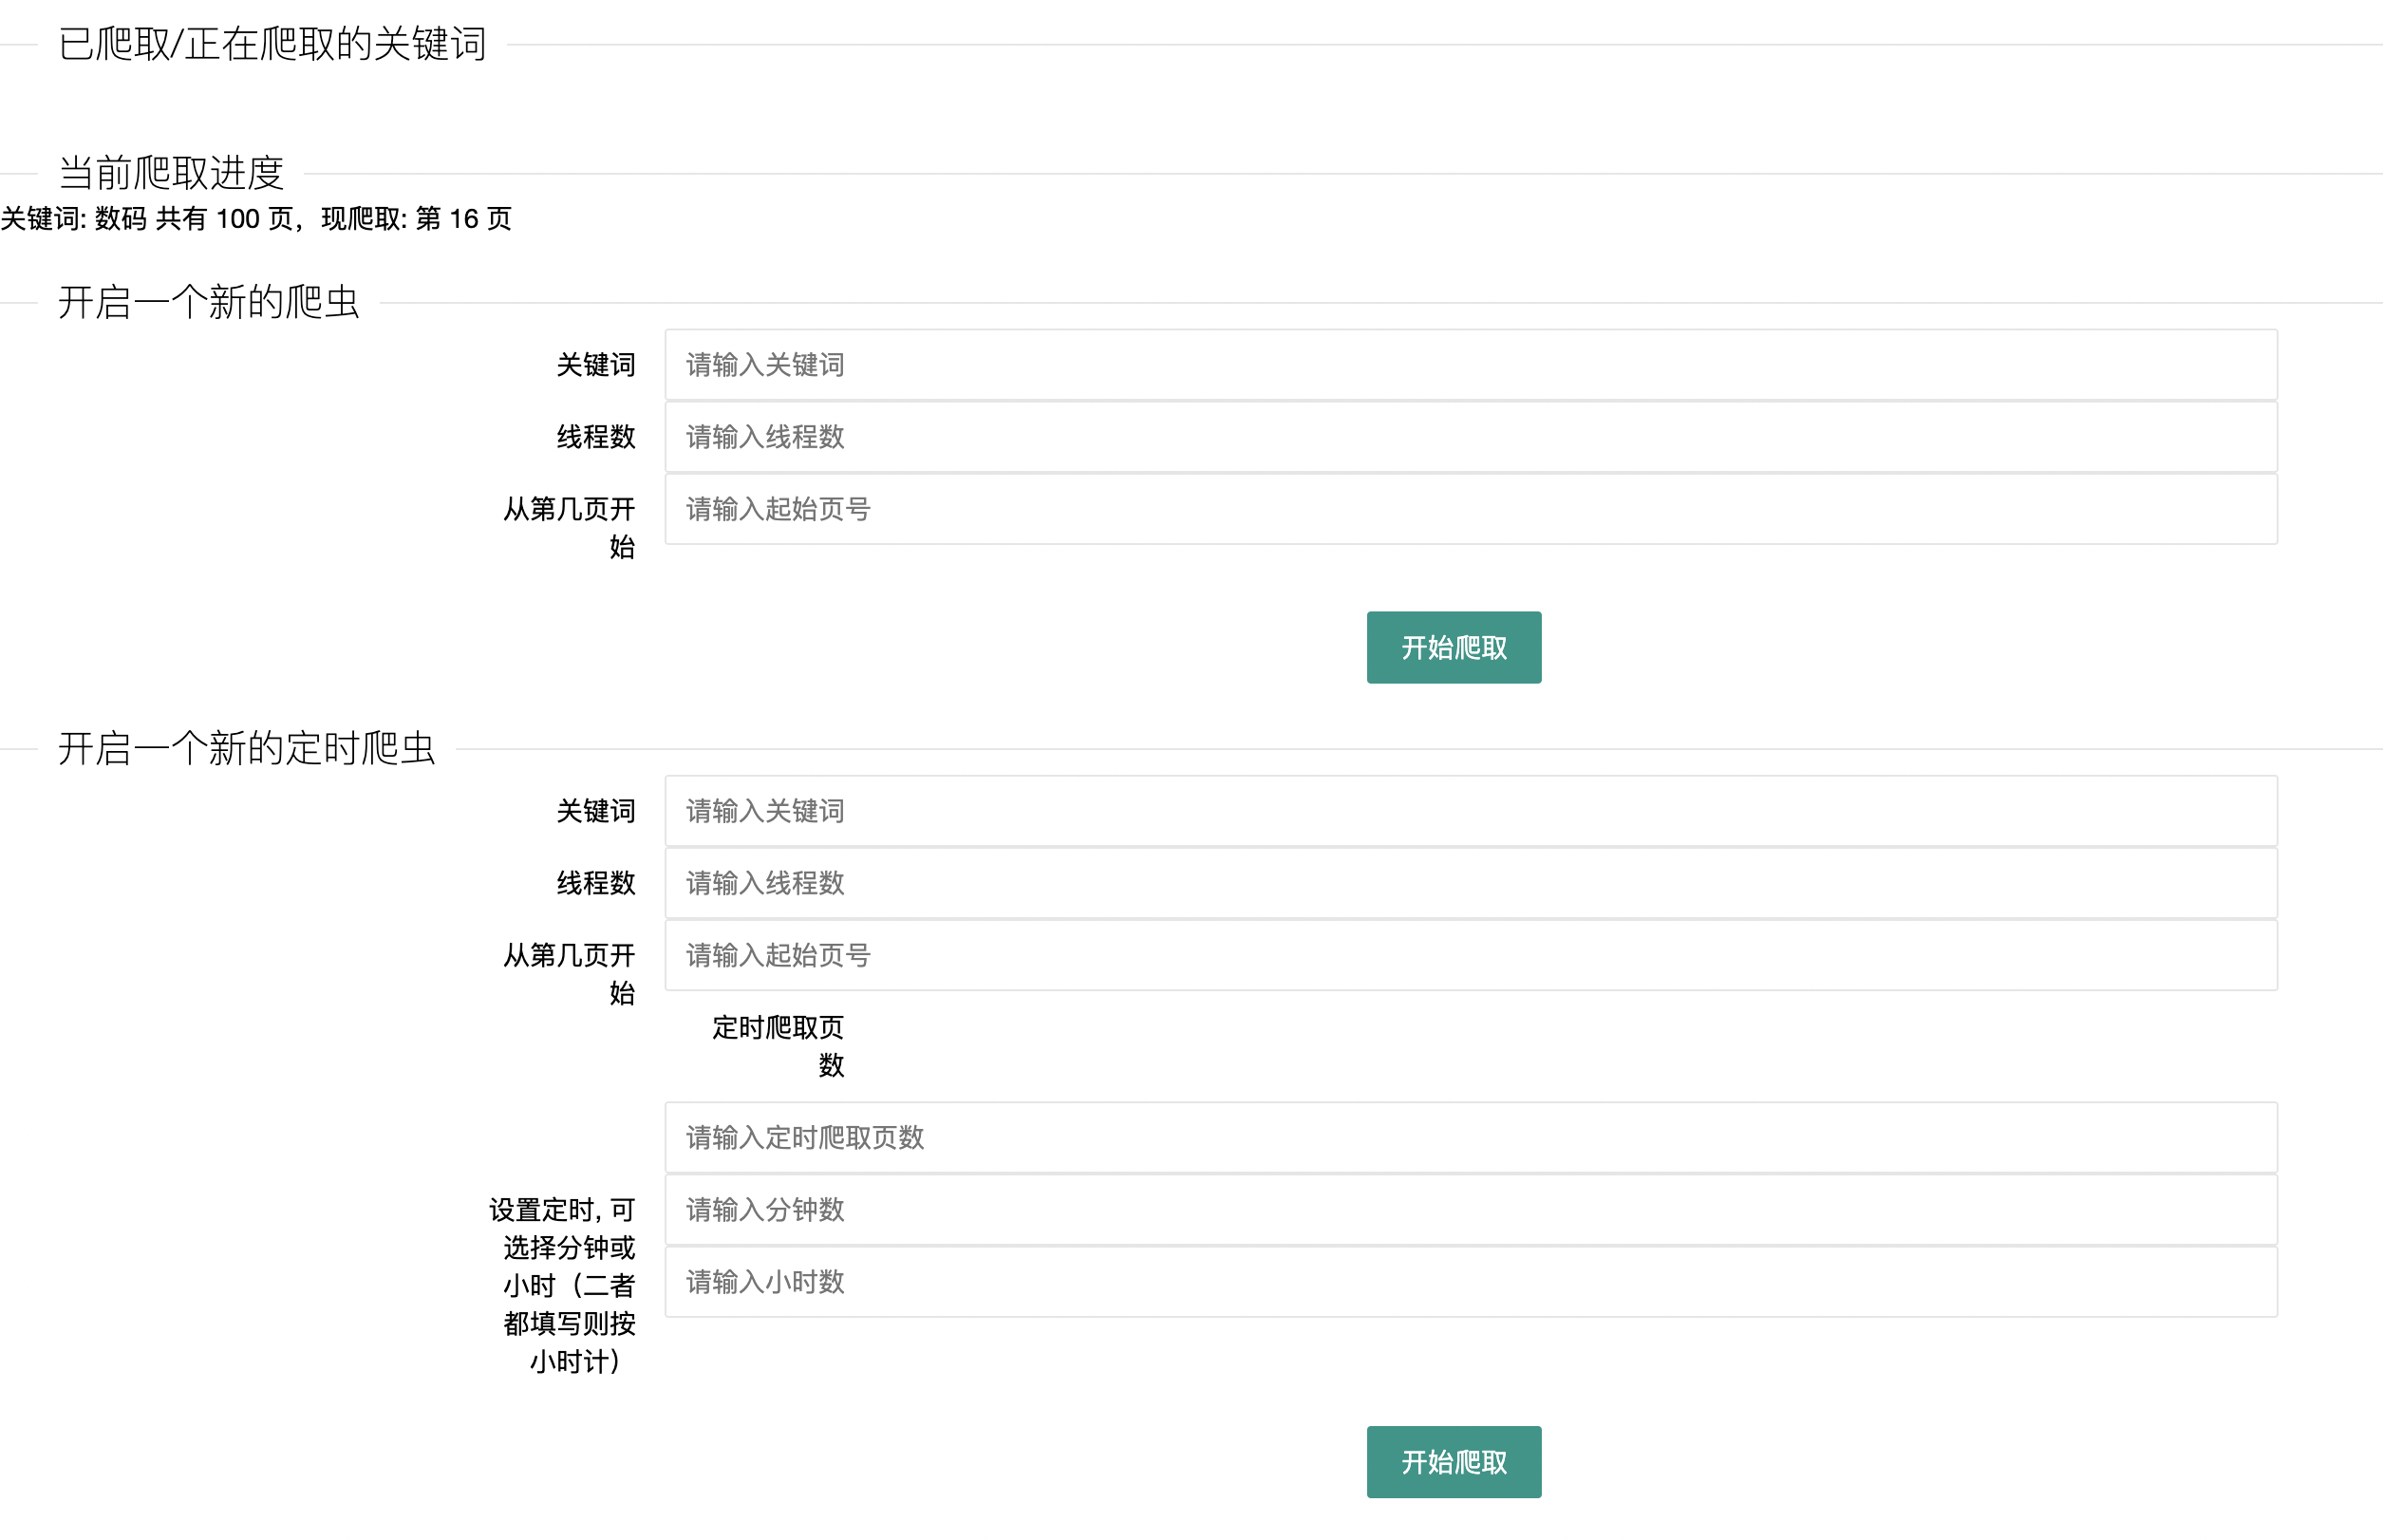 已爬取/正在爬取的关键词
当前爬取进度
关键词: 数码 共有 100 页，现爬取: 第 16 页
开启一个新的爬虫
关键词
请输入关键词
线程数
请输入线程数
从第几页开
始
请输入起始页号
开始爬取
开启一个新的定时爬虫
关键词
请输入关键词
线程数
请输入线程数
从第几页开
始
请输入起始页号
定时爬取页
数
请输入定时爬取页数
设置定时, 可
选择分钟或
小时（二者
都填写则按
小时计）
请输入分钟数
请输入小时数
开始爬取